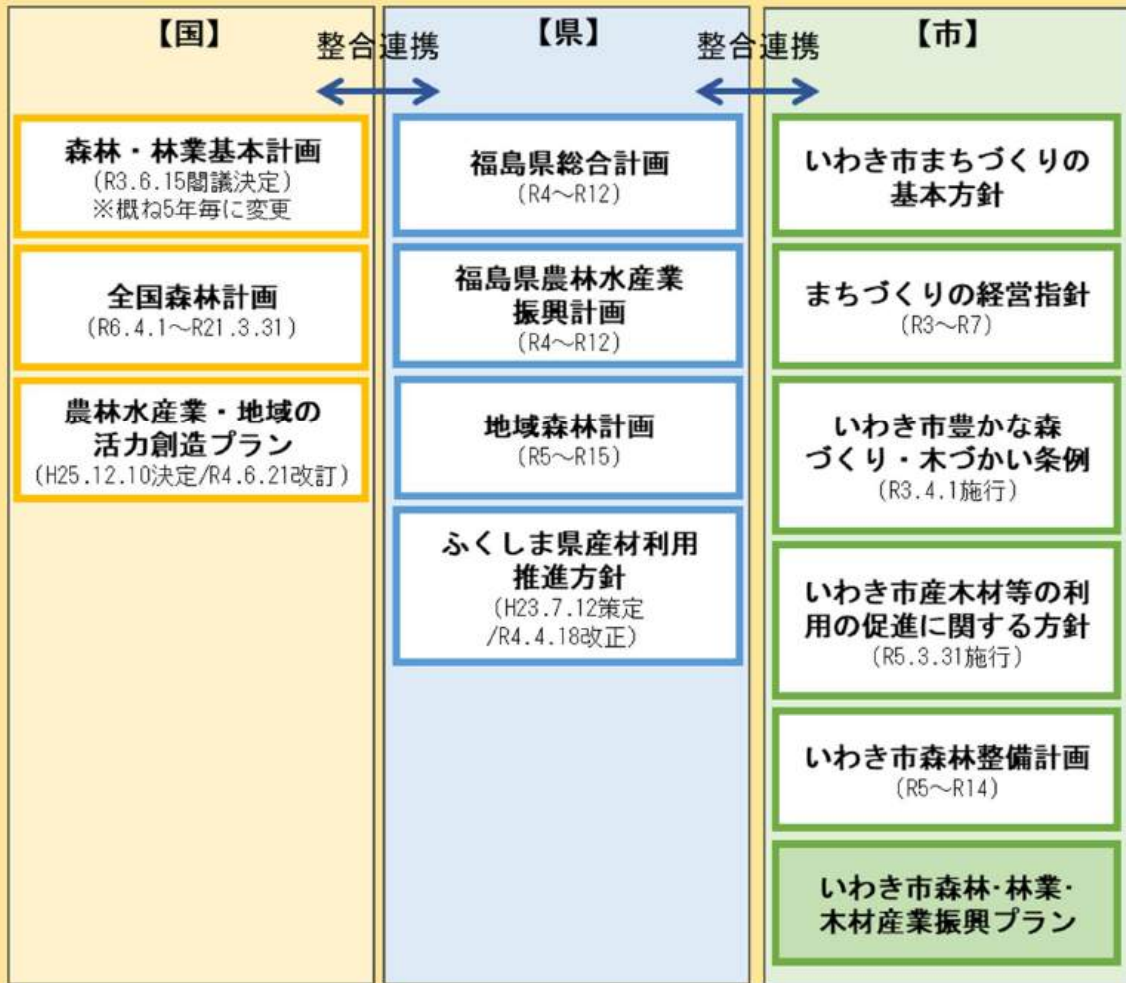 【国】
整合連携
【県】
整合連携
【市】
森林・林業基本計画
(R3.6.15閣議決定)
※概ね5年毎に変更
全国森林計画
(R6.4.1～R21.3.31)
農林水産業・地域の
活力創造プラン
(H25.12.10決定/R4.6.21改訂)
福島県総合計画
(R4～R12)
福島県農林水産業
振興計画
(R4～R12)
地域森林計画
(R5～R15)
ふくしま県産材利用
推進方針
(H23.7.12策定
/R4.4.18改正)
いわき市まちづくりの
基本方針
まちづくりの経営指針
(R3～R7)
いわき市豊かな森
づくり・木づかい条例
(R3.4.1施行)
いわき市産木材等の利
用の促進に関する方針
(R5.3.31施行)
いわき市森林整備計画
(R5～R14)
いわき市森林・林業・
木材産業振興プラン